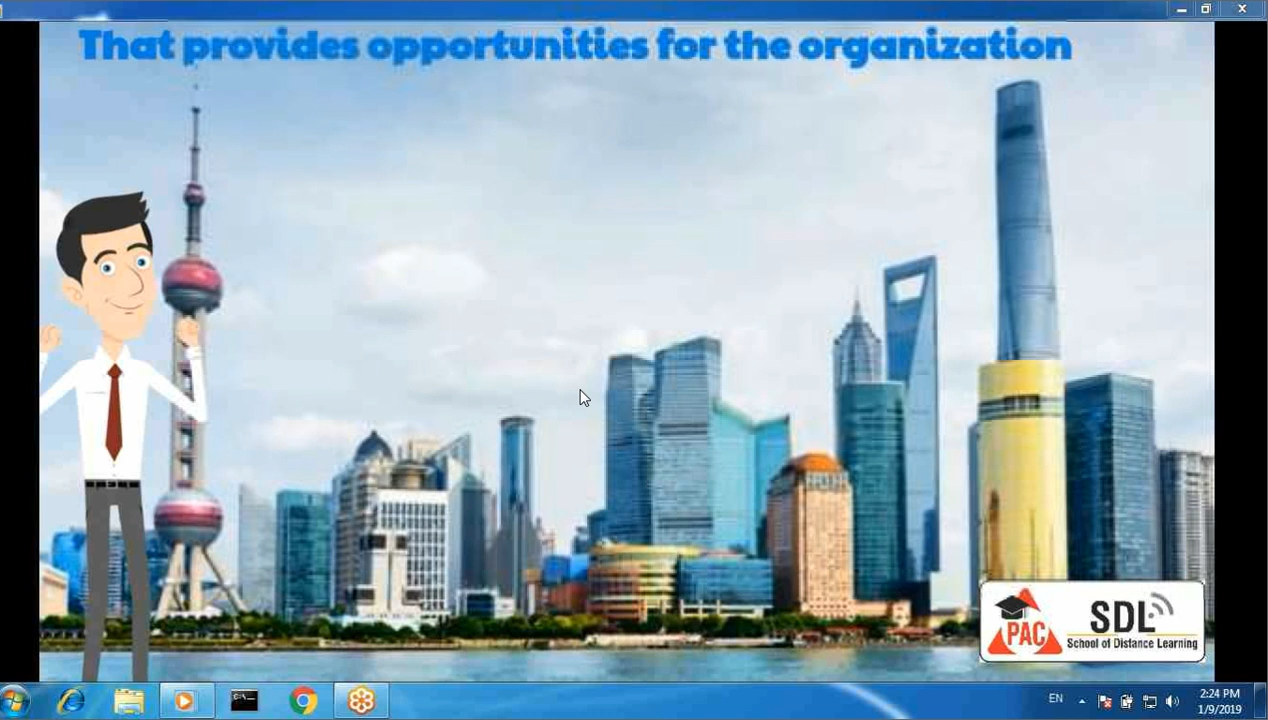 That provides opportunities for the organization
PAC
SDL
School of Distance Learning
EN
2:24 PM
1/9/2019